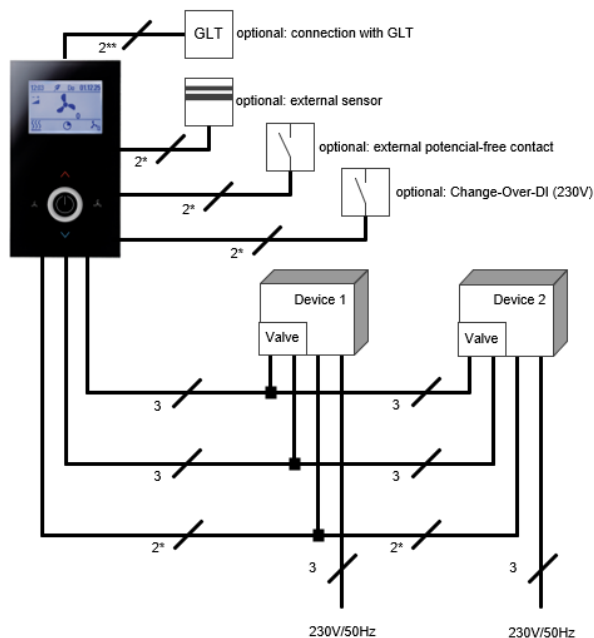 GLT optional: connection with GLT
2**
optional: external sensor
2*
optional: external potencial-free contact
2*
optional: Change-Over-DI (230V)
2*
Device 1
Device 2
Valve
Valve
3
3
3
3
2*
2*
3
3
230V/50Hz
230V/50Hz